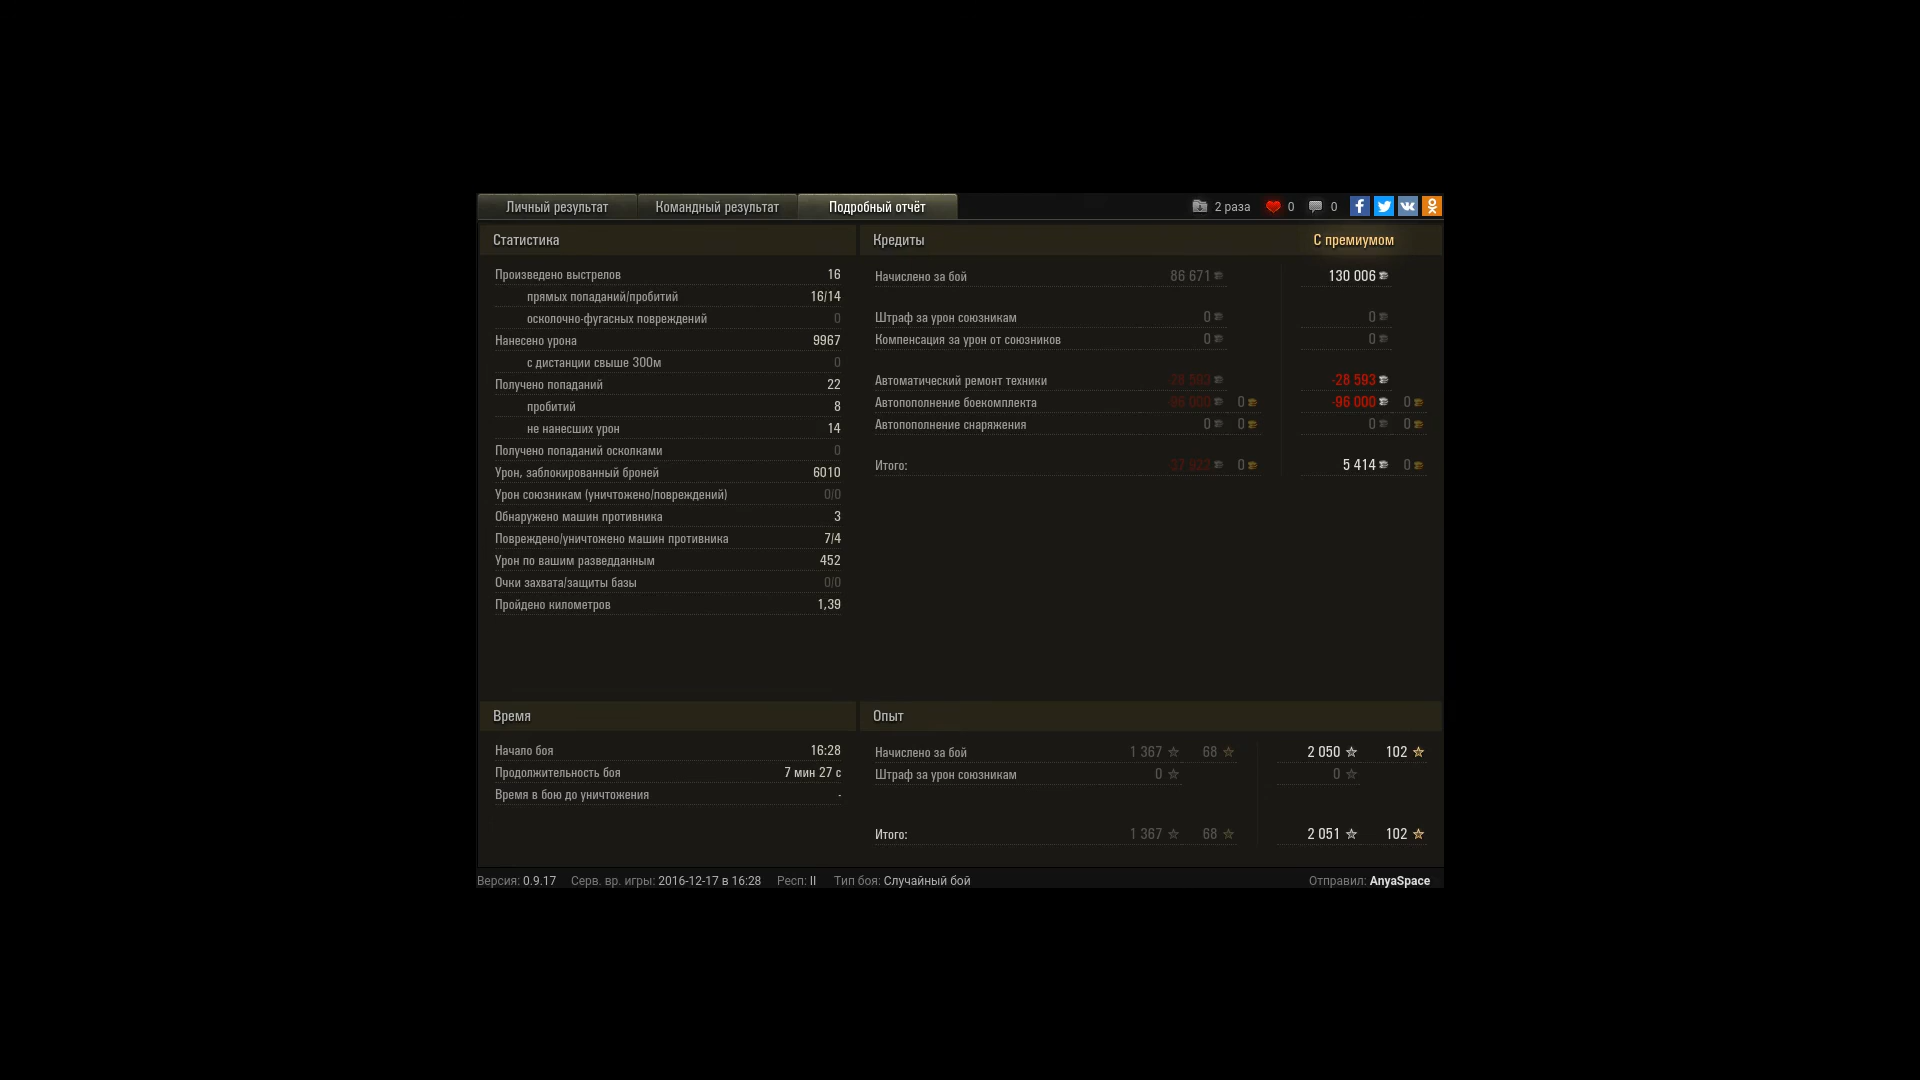 Личный результат Командный результат Подробный отчёт 2 раза 0 0
Статистика
Произведено выстрелов 16
прямых попаданий/пробитий 16/14
осколочно-фугасных повреждений 0
Нанесено урона 9967
с дистанции свыше 300м 0
Получено попаданий 22
пробитий 8
не нанесших урон 14
Получено попаданий осколками 0
Урон, заблокированный броней 6010
Урон союзникам (уничтожено/повреждений) 0/0
Обнаружено машин противника 3
Повреждено/уничтожено машин противника 7/4
Урон по вашим разведданным 452
Очки захвата/защиты базы 0/0
Пройдено километров 1,39
Кредиты С премиумом
Начислено за бой 86 671 130 006
Штраф за урон союзникам 0 0
Компенсация за урон от союзников 0 0
Автоматический ремонт техники -28 593 -28 593
Автопополнение боекомплекта -96 000 0 -96 000 0
Автопополнение снаряжения 0 0 0 0
Итого: -37 922 0 5 414 0
Время
Начало боя 16:28
Продолжительность боя 7 мин 27 с
Время в бою до уничтожения -
Опыт
Начислено за бой 1 367 68 2 050 102
Штраф за урон союзникам 0 0
Итого: 1 367 68 2 051 102
Версия: 0.9.17 Серв. вр. игры: 2016-12-17 в 16:28 Респ: II Тип боя: Случайный бой Отправил: AnyaSpace